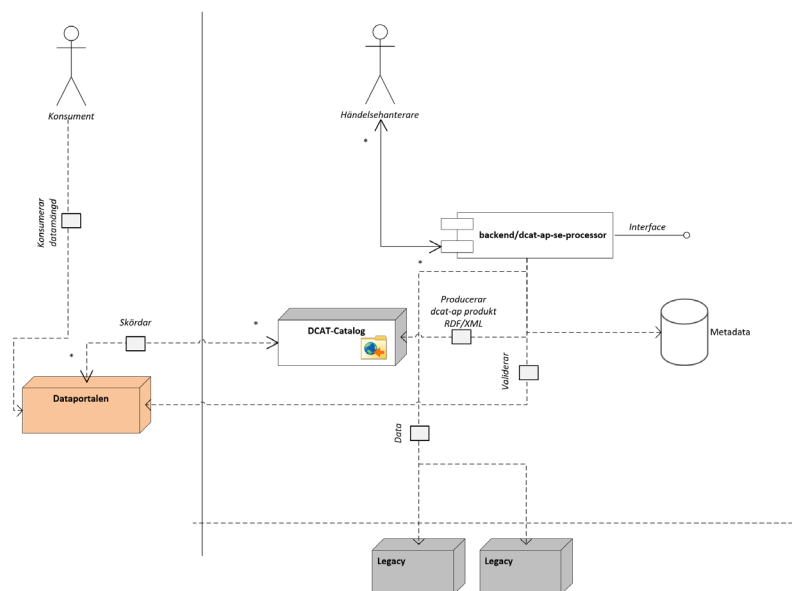 Konsument
Händelsehanterare
*
Konsumerar
datamängd
backend/dcat-ap-se-processor
Interface
*
Producerar
dcat-ap produkt
RDF/XML
Skördar
*
DCAT-Catalog
Metadata
*
Validerar
Dataportalen
Data
Legacy
Legacy